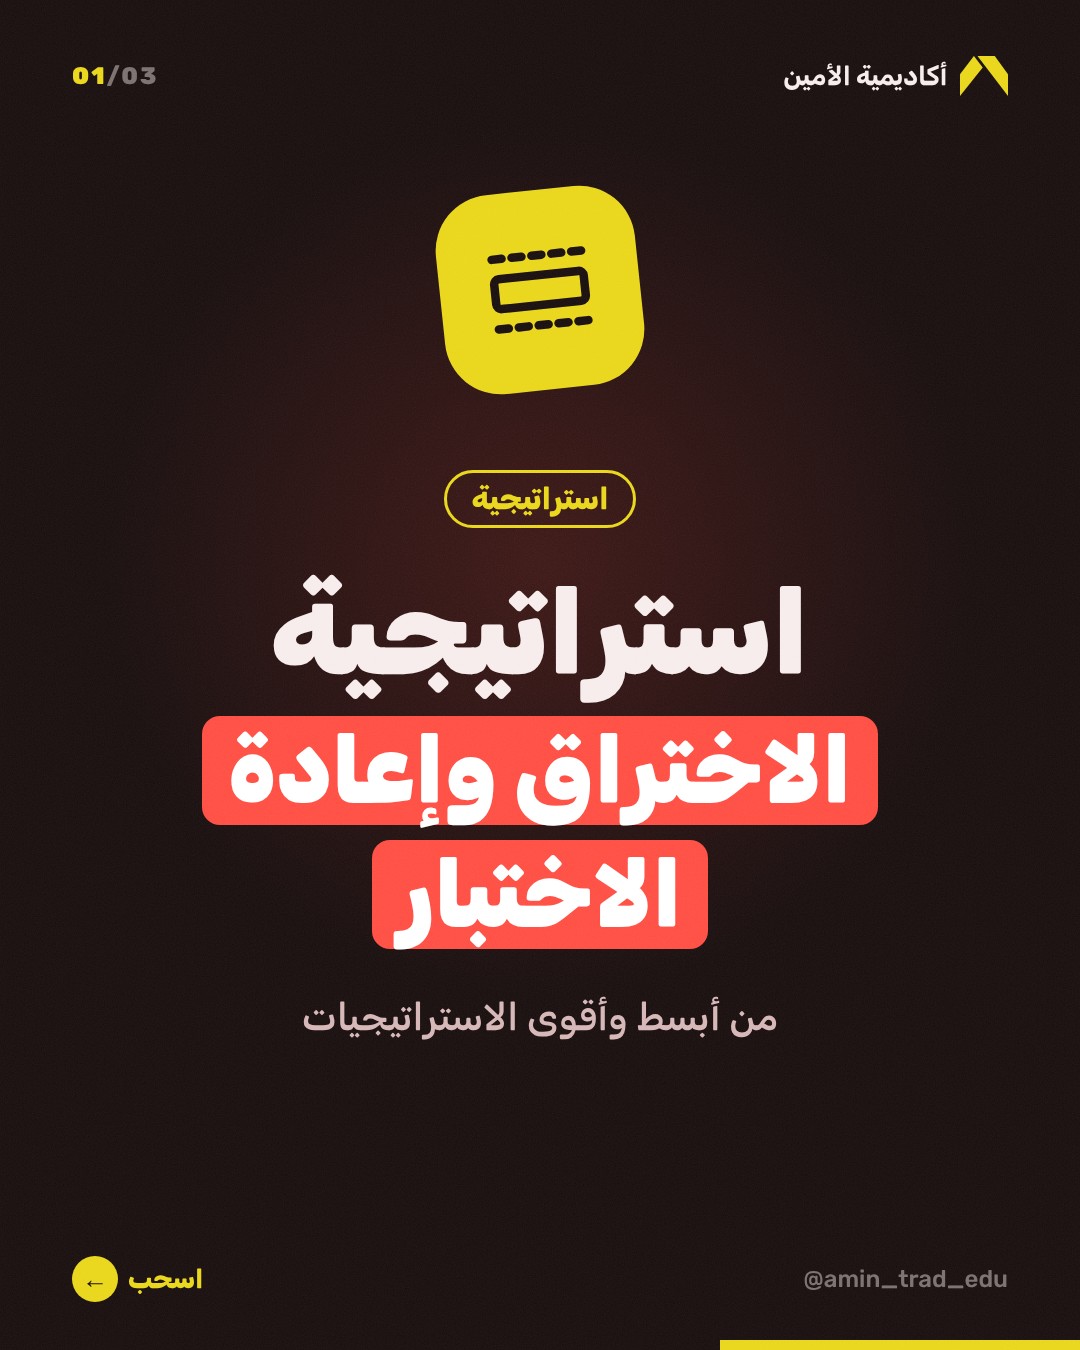 أكاديمية الأمين
01/03
استراتيجية
استراتيجية
الاختراق وإعادة
الاختبار
من أبسط وأقوى الاستراتيجيات
@amin_trad_edu
اسحب ←